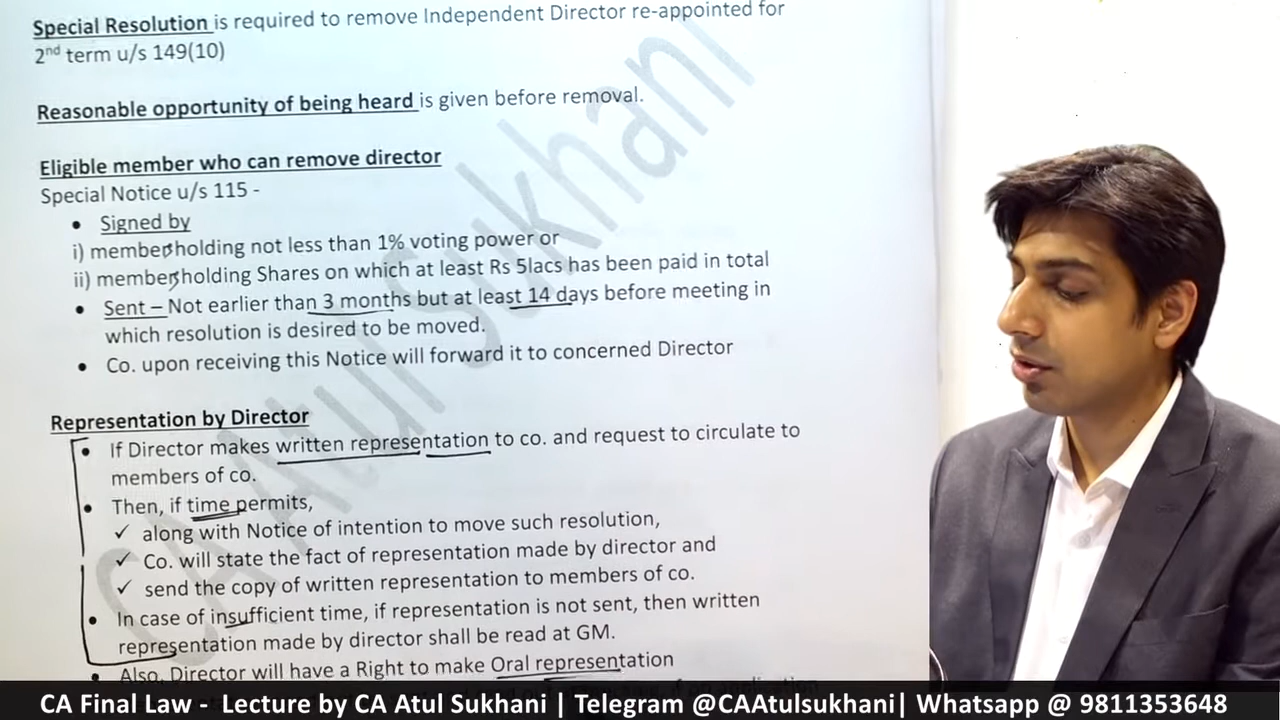 Special Resolution is required to remove Independent Director re-appointed for
2nd term u/s 149(10)
Reasonable opportunity of being heard is given before removal.
Eligible member who can remove director
Special Notice u/s 115 -
• Signed by
i) members holding not less than 1% voting power or
ii) members holding Shares on which at least Rs 5lacs has been paid in total
• Sent – Not earlier than 3 months but at least 14 days before meeting in
which resolution is desired to be moved.
• Co. upon receiving this Notice will forward it to concerned Director
Representation by Director
• If Director makes written representation to co. and request to circulate to
members of co.
• Then, if time permits,
✓ along with Notice of intention to move such resolution,
✓ Co. will state the fact of representation made by director and
✓ send the copy of written representation to members of co.
• In case of insufficient time, if representation is not sent, then written
representation made by director shall be read at GM.
• Also, Director will have a Right to make Oral representation
CA Atul Sukhani
CA Final Law - Lecture by CA Atul Sukhani | Telegram @CAAtulsukhani| Whatsapp @ 9811353648